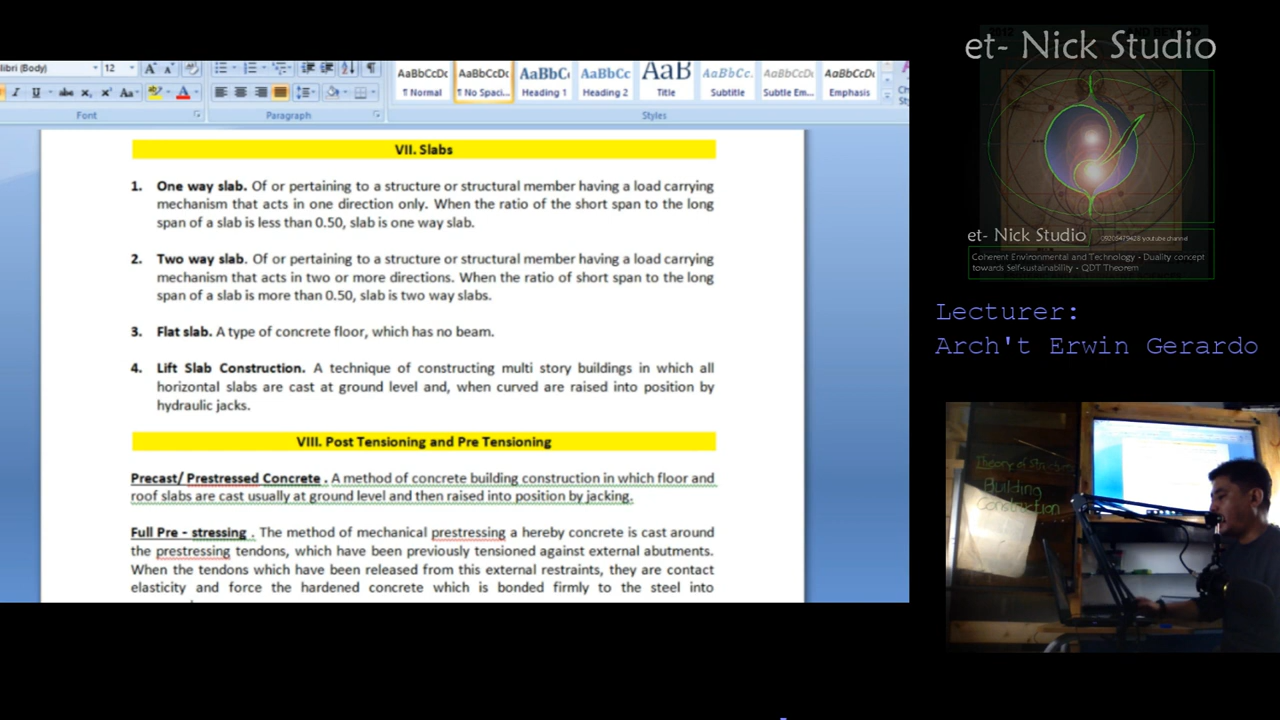 et- Nick Studio
libri (Body)
12
Font
Paragraph
Styles
AaBbCcDc
¶ Normal
AaBbCcDc
¶ No Spaci...
AaBbC
Heading 1
AaBbCc
Heading 2
AaB
Title
AaBbCc.
Subtitle
AaBbCcDc
Subtle Em...
AaBbCcDc
Emphasis
VII. Slabs
1. One way slab. Of or pertaining to a structure or structural member having a load carrying
mechanism that acts in one direction only. When the ratio of the short span to the long
span of a slab is less than 0.50, slab is one way slab.
2. Two way slab. Of or pertaining to a structure or structural member having a load carrying
mechanism that acts in two or more directions. When the ratio of short span to the long
span of a slab is more than 0.50, slab is two way slabs.
3. Flat slab. A type of concrete floor, which has no beam.
4. Lift Slab Construction. A technique of constructing multi story buildings in which all
horizontal slabs are cast at ground level and, when curved are raised into position by
hydraulic jacks.
VIII. Post Tensioning and Pre Tensioning
Precast/ Prestressed Concrete . A method of concrete building construction in which floor and
roof slabs are cast usually at ground level and then raised into position by jacking.
Full Pre - stressing . The method of mechanical prestressing a hereby concrete is cast around
the prestressing tendons, which have been previously tensioned against external abutments.
When the tendons which have been released from this external restraints, they are contact
elasticity and force the hardened concrete which is bonded firmly to the steel into
et- Nick Studio
09205479428 youtube channel
Coherent Environmental and Technology - Duality concept
towards Self-sustainability - QDT Theorem
Lecturer:
Arch't Erwin Gerardo
Theory of Structure
Building
Construction